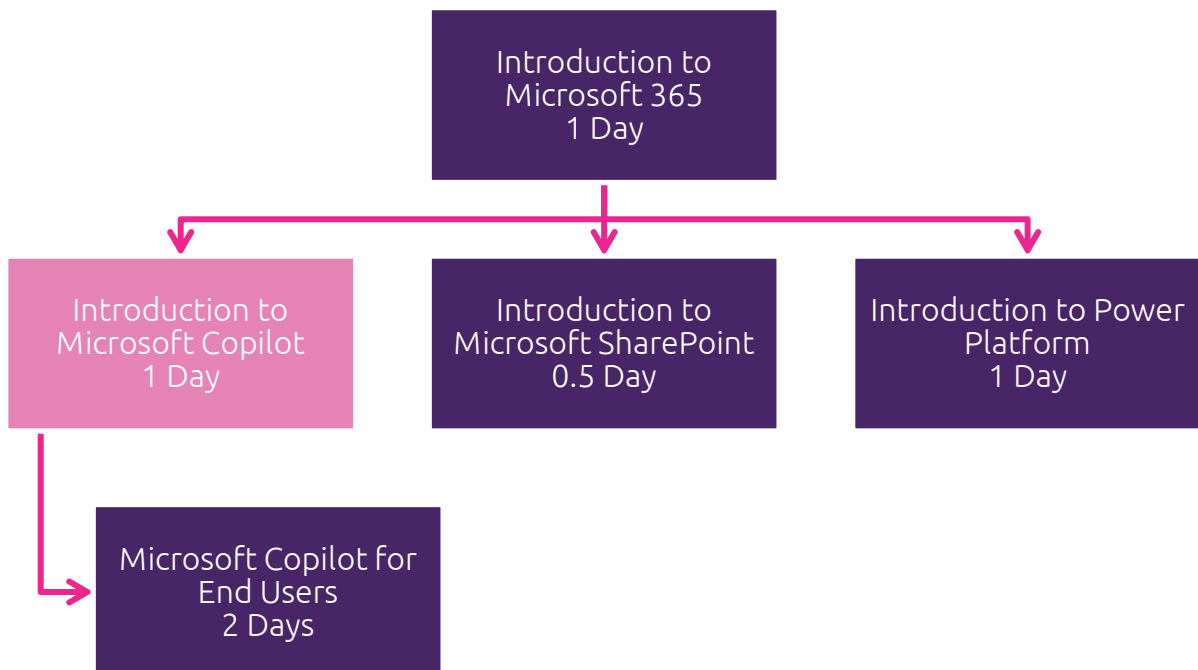 Introduction to
Microsoft 365
1 Day
Introduction to
Microsoft Copilot
1 Day
Introduction to
Microsoft SharePoint
0.5 Day
Introduction to Power
Platform
1 Day
Microsoft Copilot for
End Users
2 Days